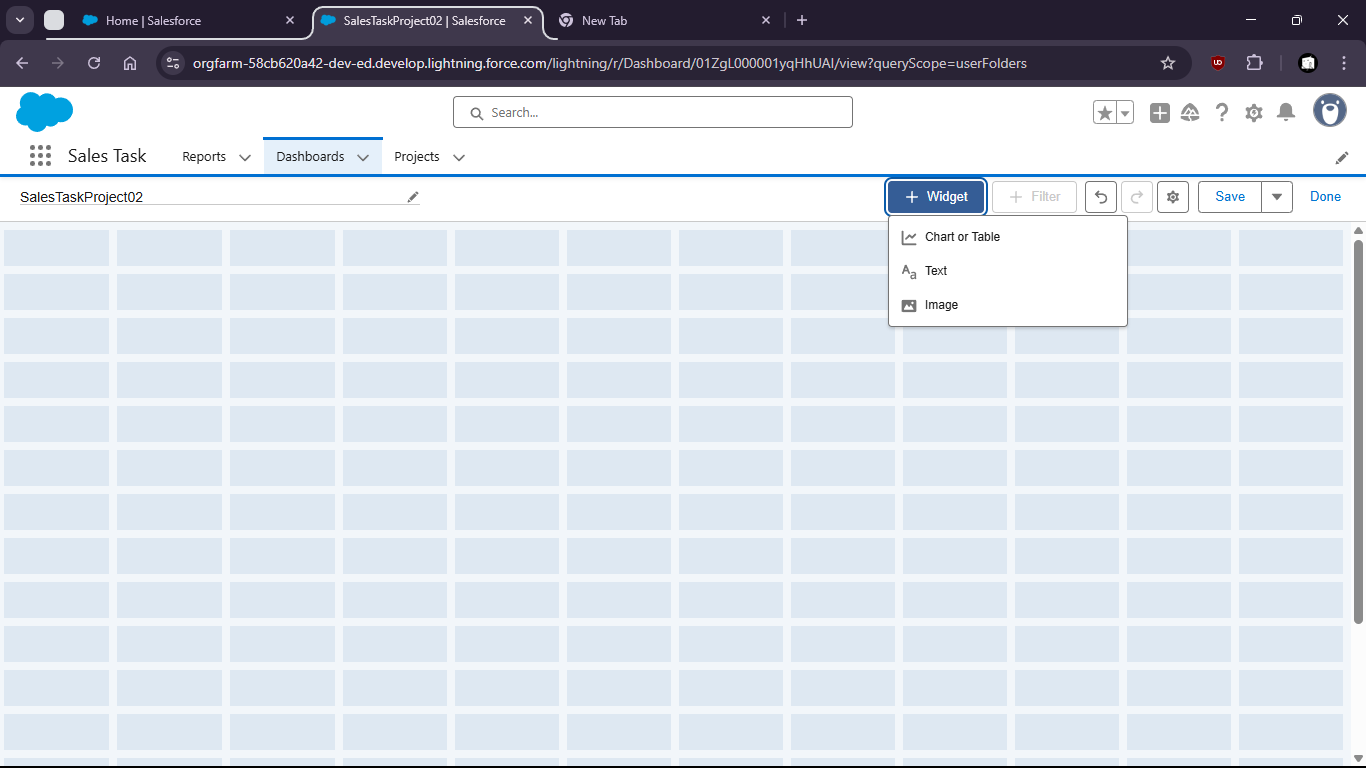 Home | Salesforce
SalesTaskProject02 | Salesforce
New Tab
orgfarm-58cb620a42-dev-ed.develop.lightning.force.com/lightning/r/Dashboard/01ZgL000001yqHhUAI/view?queryScope=userFolders
Search...
Sales Task
Reports
Dashboards
Projects
SalesTaskProject02
Widget
Filter
Save
Done
Chart or Table
Aa Text
Image